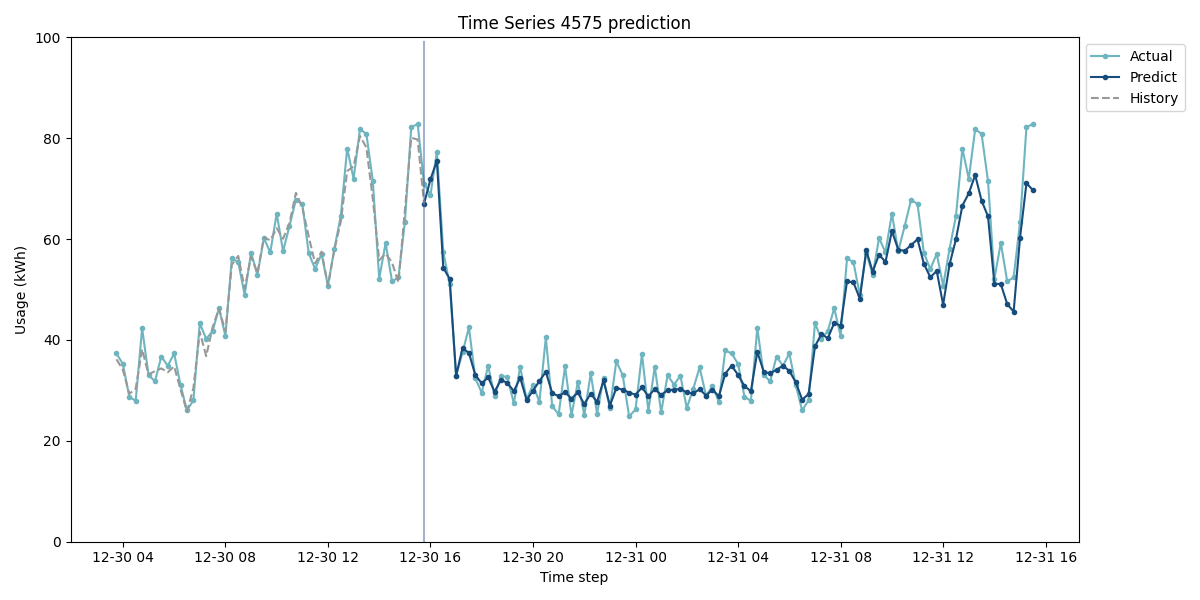 Time Series 4575 prediction
100
80
60
40
20
0
Usage (kWh)
12-30 04
12-30 08
12-30 12
12-30 16
12-30 20
12-31 00
12-31 04
12-31 08
12-31 12
12-31 16
Time step
Actual
Predict
History